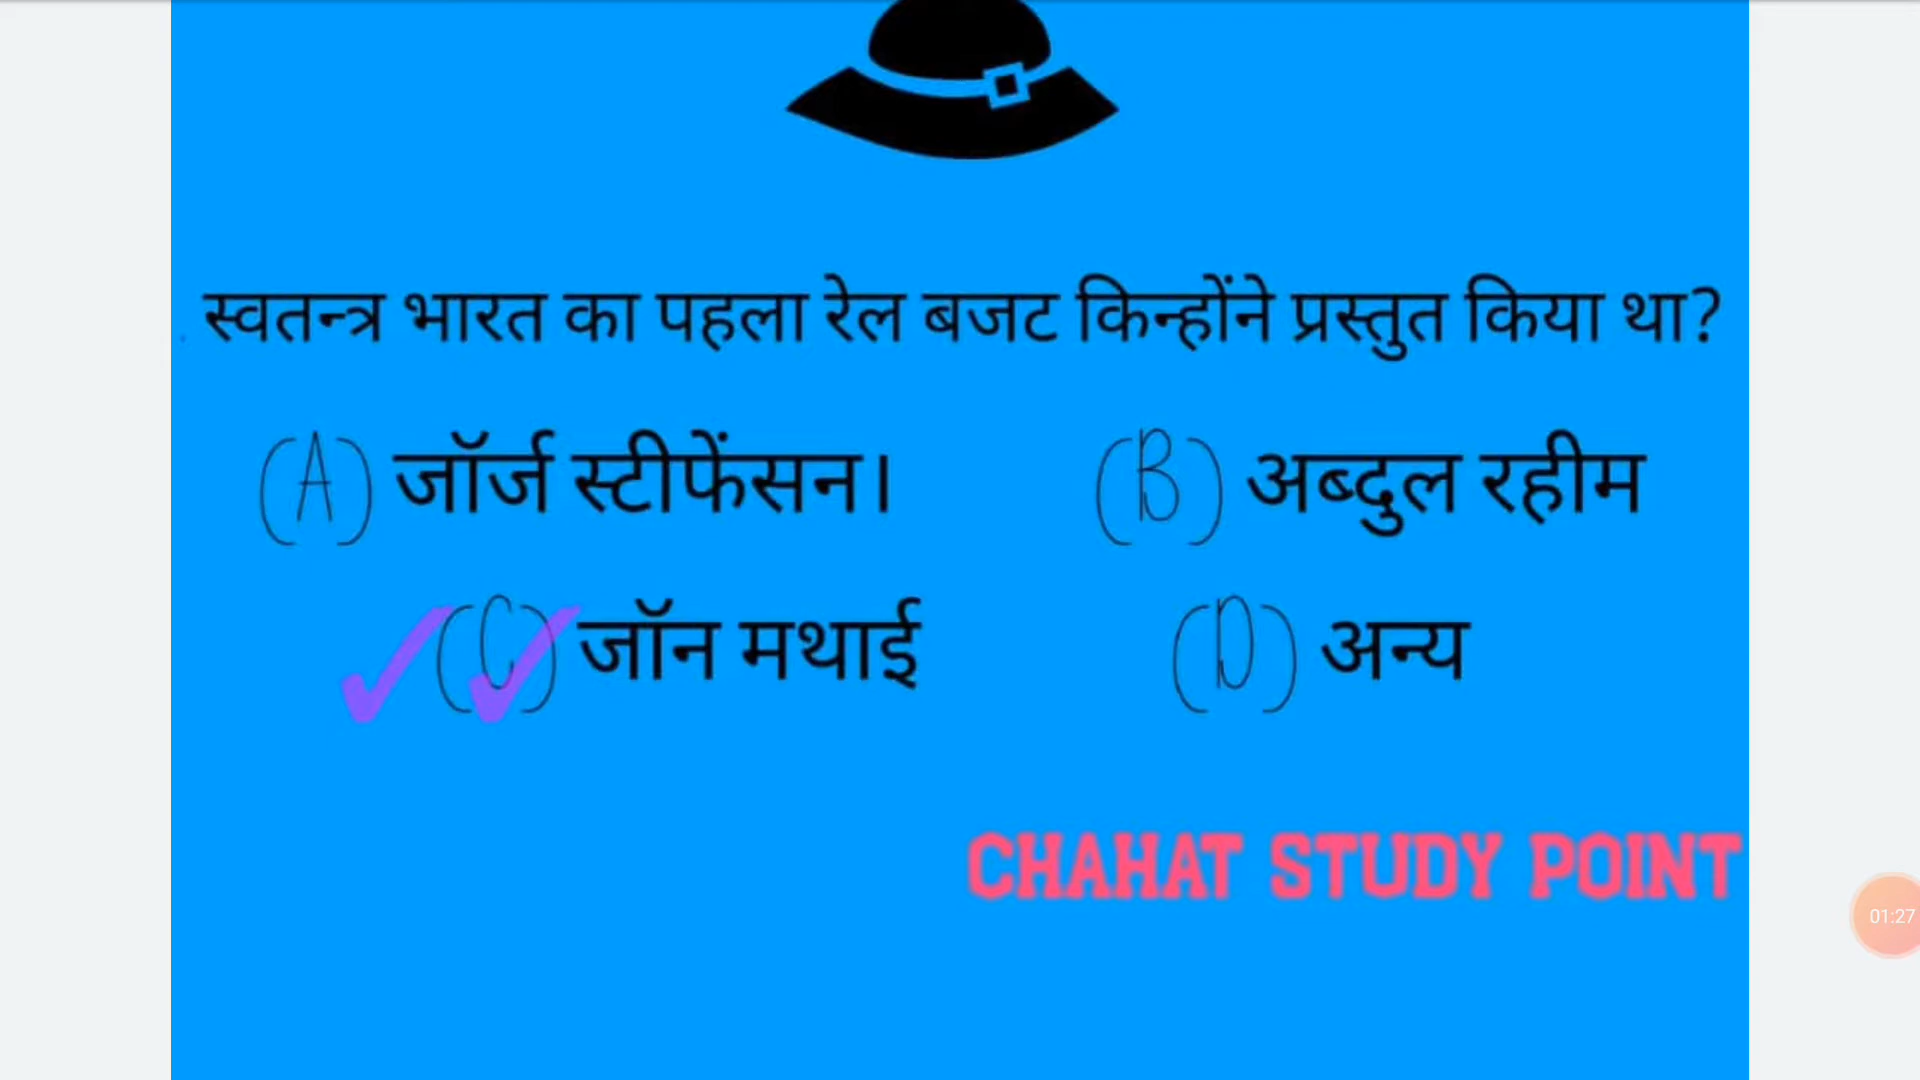 स्वतन्त्र भारत का पहला रेल बजट किन्होंने प्रस्तुत किया था?
(A) जॉर्ज स्टीफेंसन। (B) अब्दुल रहीम
(C) जॉन मथाई (D) अन्य
CHAHAT STUDY POINT
01:27